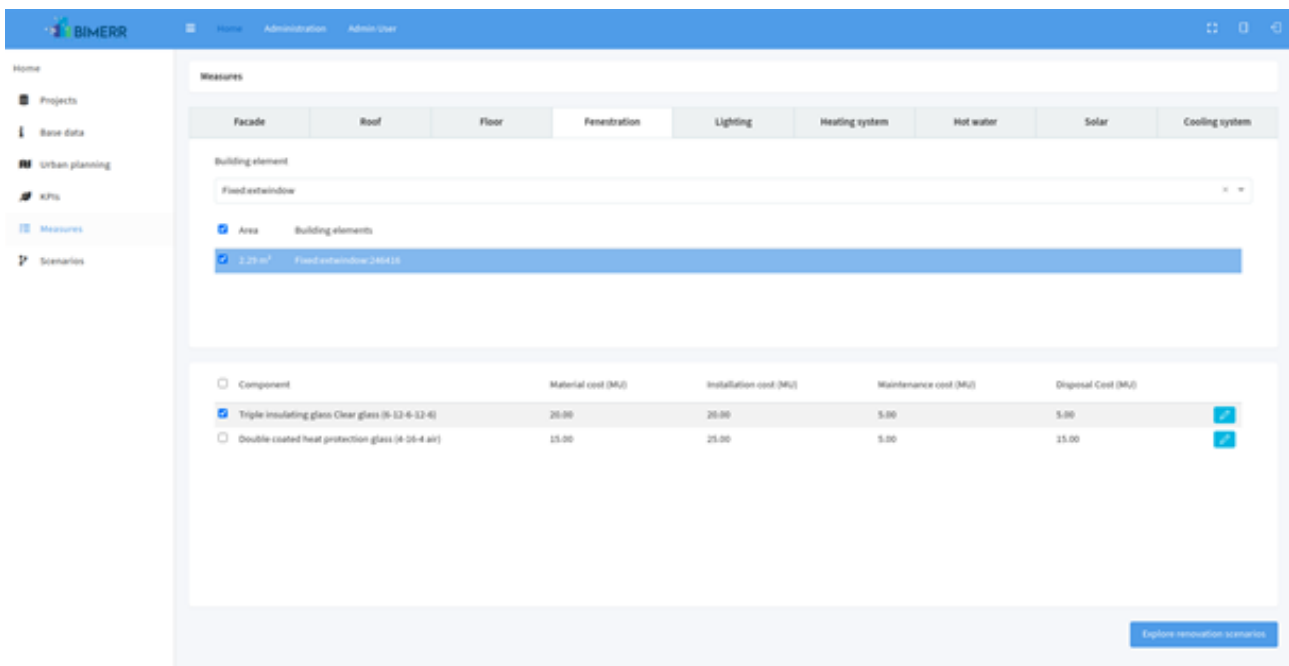 BIMERR
Home Administration Admin User
Home
Projects
Base data
Urban planning
KPIs
Measures
Scenarios
Measures
Facade Roof Floor Fenestration Lighting Heating system Hot water Solar Cooling system
Building element
Fixed:extwindow
Area Building elements
2.29 m² Fixed:extwindow:246416
Component Material cost (MU) Installation cost (MU) Maintenance cost (MU) Disposal Cost (MU)
Triple insulating glass Clear glass (6-12-6-12-6) 20.00 20.00 5.00 5.00
Double coated heat protection glass (4-16-4 air) 15.00 25.00 5.00 15.00
Explore renovation scenarios